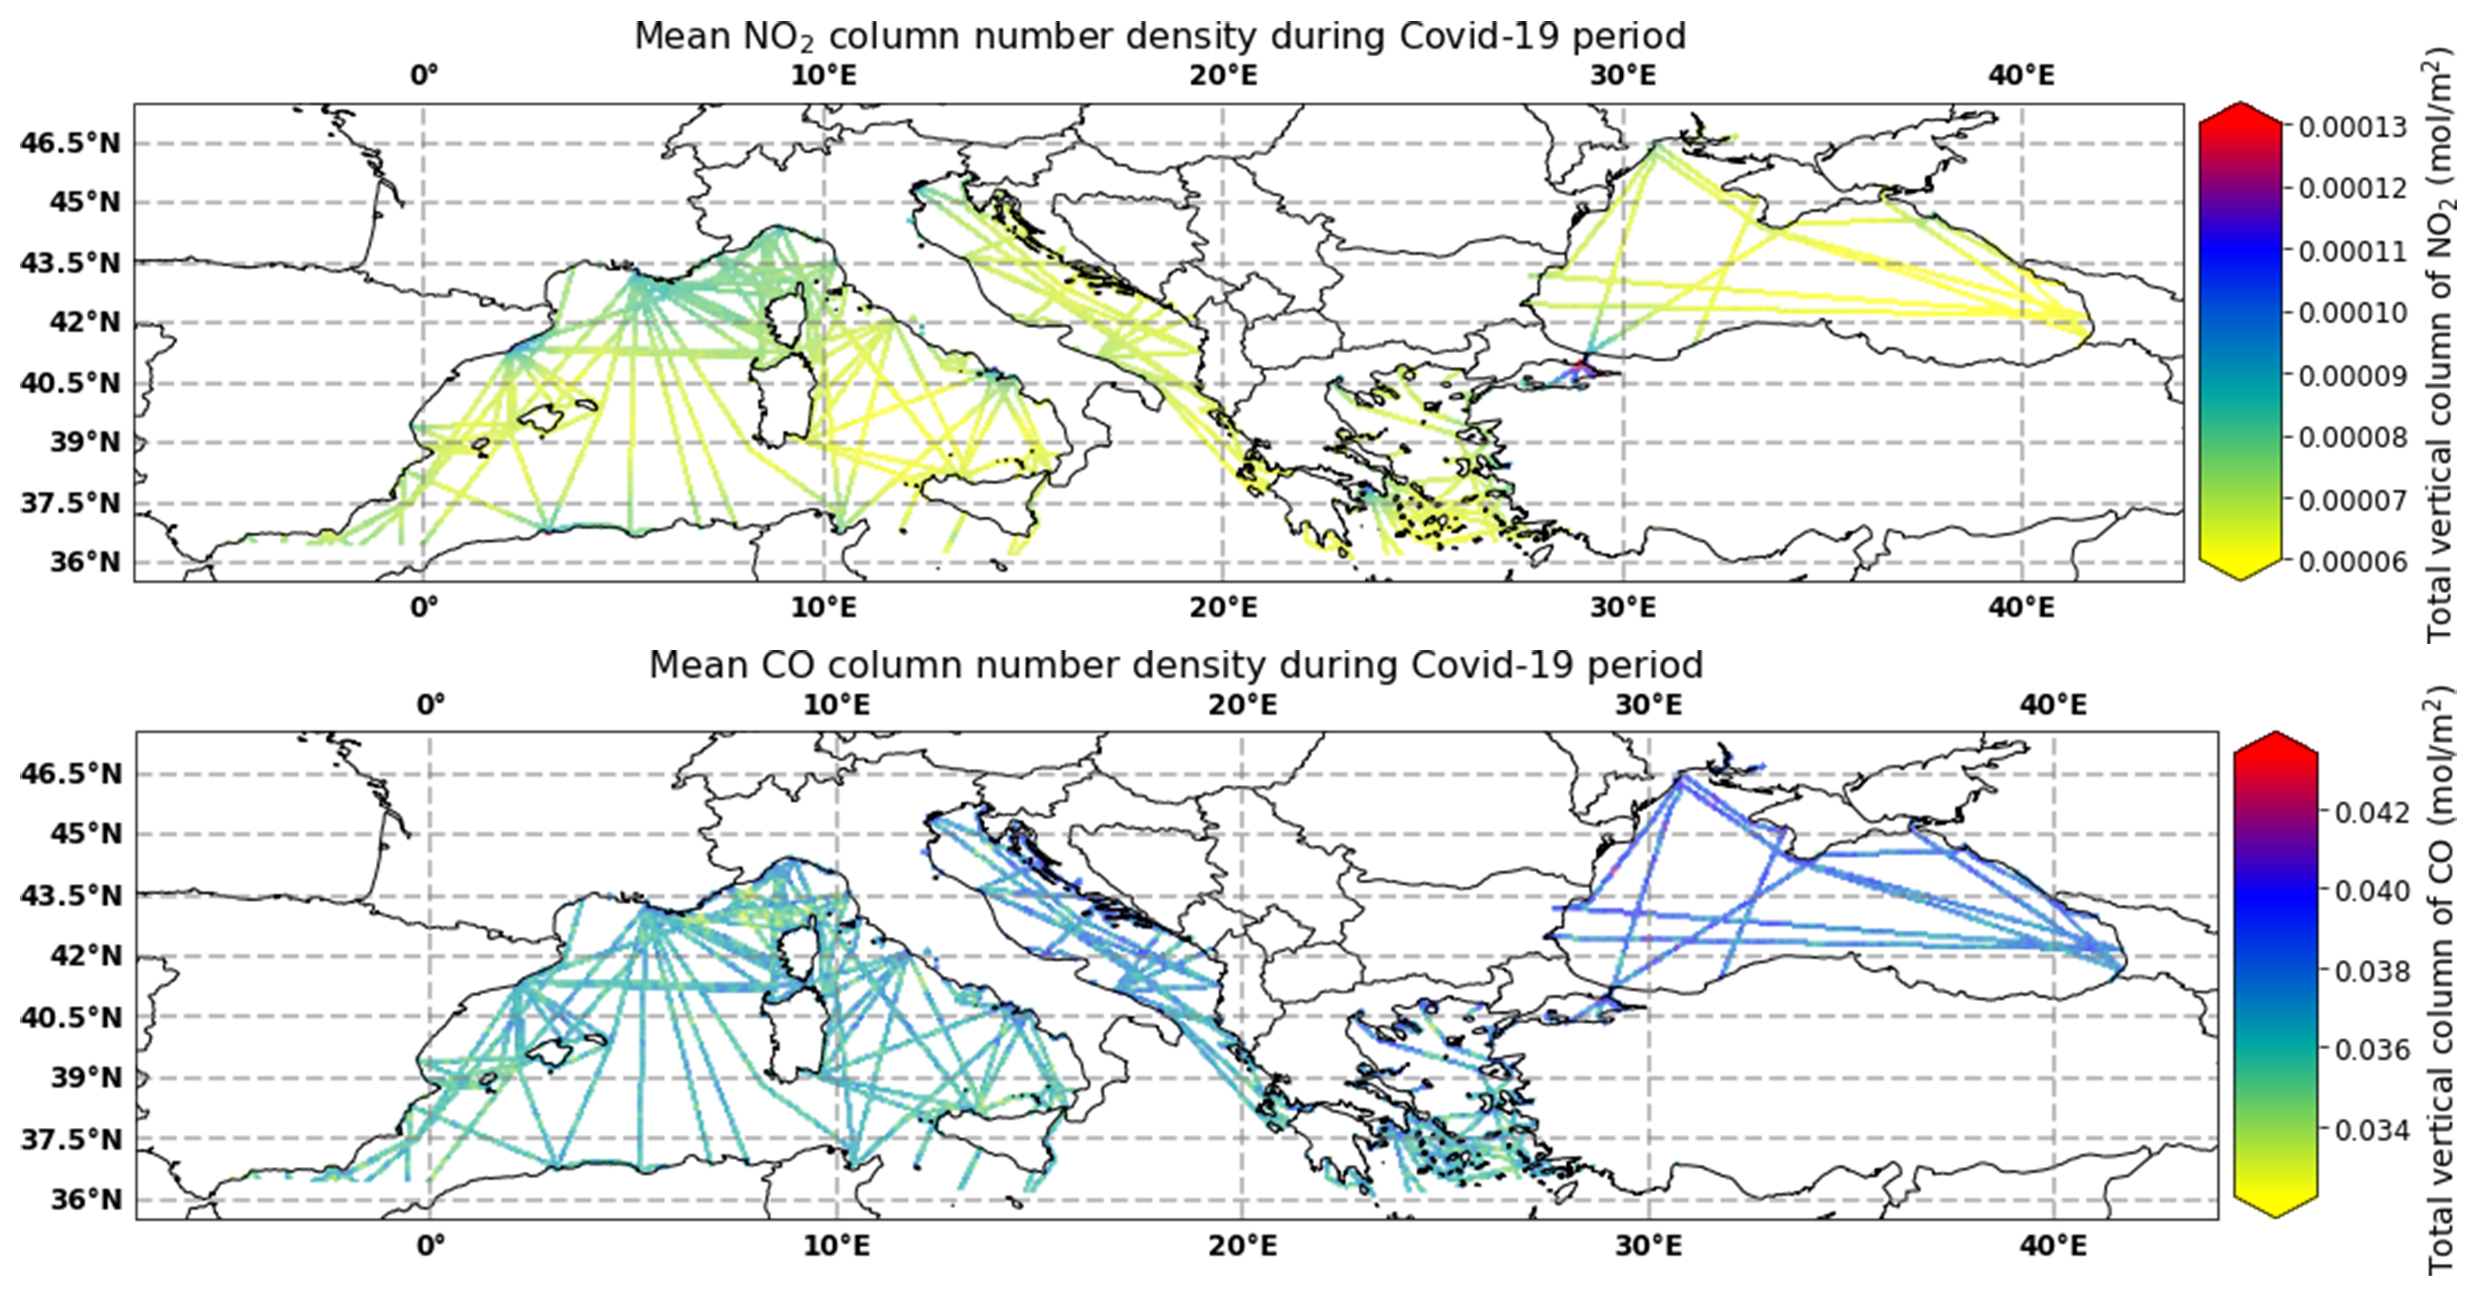 Mean NO₂ column number density during Covid-19 period
0° 10°E 20°E 30°E 40°E
46.5°N
45°N
43.5°N
42°N
40.5°N
39°N
37.5°N
36°N
0° 10°E 20°E 30°E 40°E
0.00013
0.00012
0.00011
0.00010
0.00009
0.00008
0.00007
0.00006
Total vertical column of NO₂ (mol/m²)
Mean CO column number density during Covid-19 period
0° 10°E 20°E 30°E 40°E
46.5°N
45°N
43.5°N
42°N
40.5°N
39°N
37.5°N
36°N
0° 10°E 20°E 30°E 40°E
0.042
0.040
0.038
0.036
0.034
Total vertical column of CO (mol/m²)